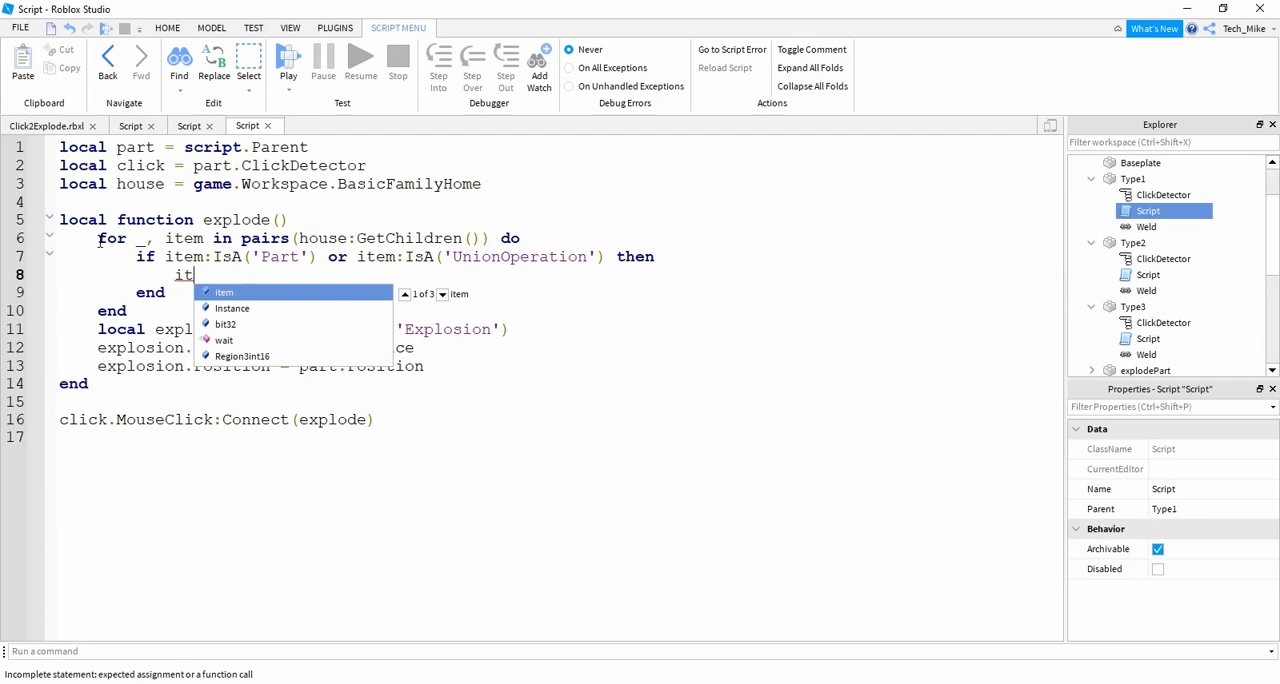 Script - Roblox Studio
FILE HOME MODEL TEST VIEW PLUGINS SCRIPT MENU What's New Tech_Mike
Paste Cut Copy Back Fwd Find Replace Select Play Pause Resume Stop Step Into Step Over Step Out Add Watch
Never
On All Exceptions
On Unhandled Exceptions
Go to Script Error
Reload Script
Toggle Comment
Expand All Folds
Collapse All Folds
Clipboard Navigate Edit Test Debugger Debug Errors Actions
Click2Explode.rbxl Script Script Script
1 local part = script.Parent
2 local click = part.ClickDetector
3 local house = game.Workspace.BasicFamilyHome
4
5 local function explode()
6 for _, item in pairs(house:GetChildren()) do
7 if item:IsA('Part') or item:IsA('UnionOperation') then
8 it
9 end
10 end
11 local expl 'Explosion')
12 explosion. ce
13 explosion.Position = part.Position
14 end
15
16 click.MouseClick:Connect(explode)
17
item
Instance
bit32
wait
Region3int16
1 of 3 item
Explorer
Filter workspace (Ctrl+Shift+X)
Baseplate
Type1
ClickDetector
Script
Weld
Type2
ClickDetector
Script
Weld
Type3
ClickDetector
Script
Weld
explodePart
Properties - Script "Script"
Filter Properties (Ctrl+Shift+P)
Data
ClassName Script
CurrentEditor
Name Script
Parent Type1
Behavior
Archivable
Disabled
Run a command
Incomplete statement: expected assignment or a function call